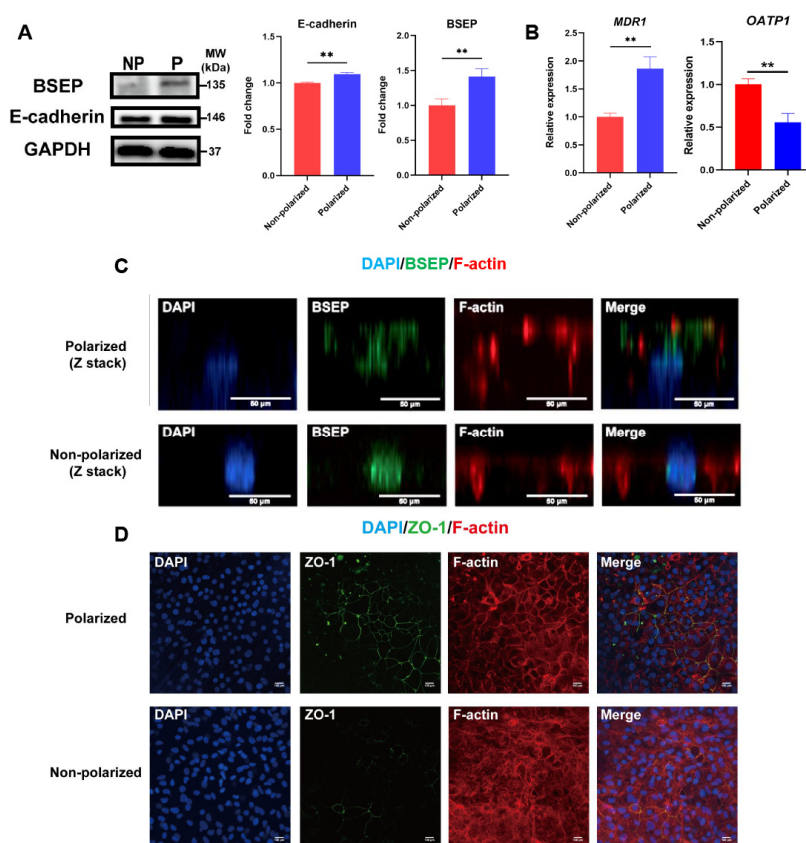 A
NP P MW (kDa)
BSEP 135
E-cadherin 146
GAPDH 37
E-cadherin
**
Fold change
1.5
1.0
0.5
0.0
Non-polarized
Polarized
BSEP
**
Fold change
2.0
1.5
1.0
0.5
0.0
Non-polarized
Polarized
B
MDR1
**
Relative expression
2.5
2.0
1.5
1.0
0.5
0.0
Non-polarized
Polarized
OATP1
**
Relative expression
1.5
1.0
0.5
0.0
Non-polarized
Polarized
C
DAPI/BSEP/F-actin
Polarized
(Z stack)
DAPI BSEP F-actin Merge
50 μm 50 μm 50 μm 50 μm
Non-polarized
(Z stack)
DAPI BSEP F-actin Merge
50 μm 50 μm 50 μm 50 μm
D
DAPI/ZO-1/F-actin
Polarized
DAPI ZO-1 F-actin Merge
Non-polarized
DAPI ZO-1 F-actin Merge